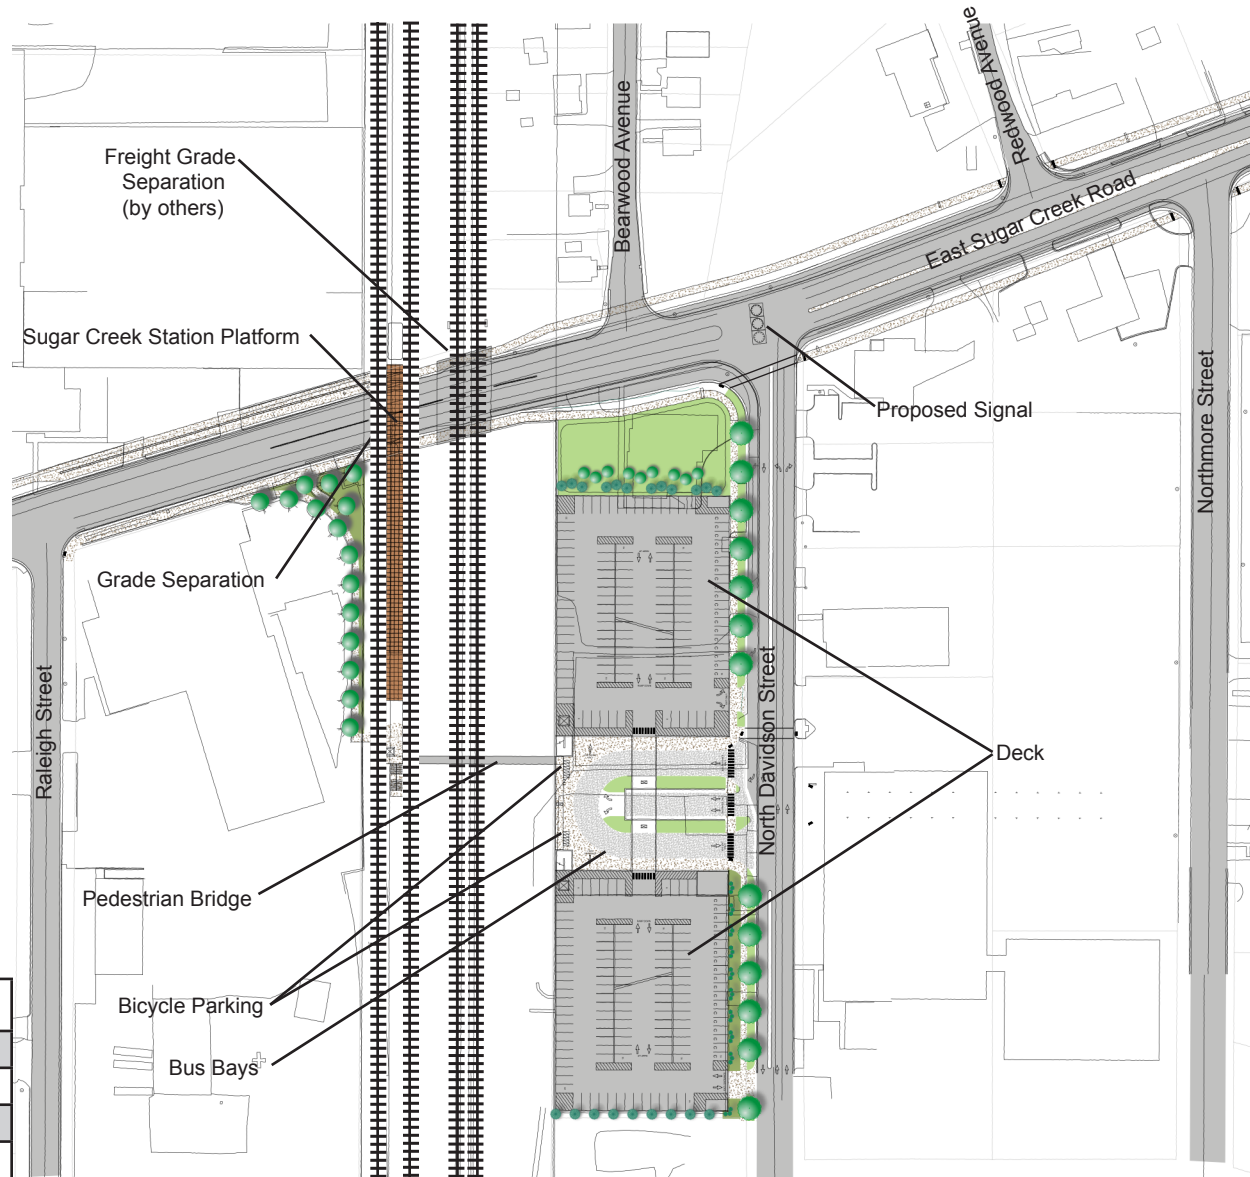 Redwood Avenue
Bearwood Avenue
Freight Grade
Separation
(by others)
East Sugar Creek Road
Sugar Creek Station Platform
Northmore Street
Proposed Signal
Grade Separation
Raleigh Street
North Davidson Street
Deck
Pedestrian Bridge
Bicycle Parking
Bus Bays